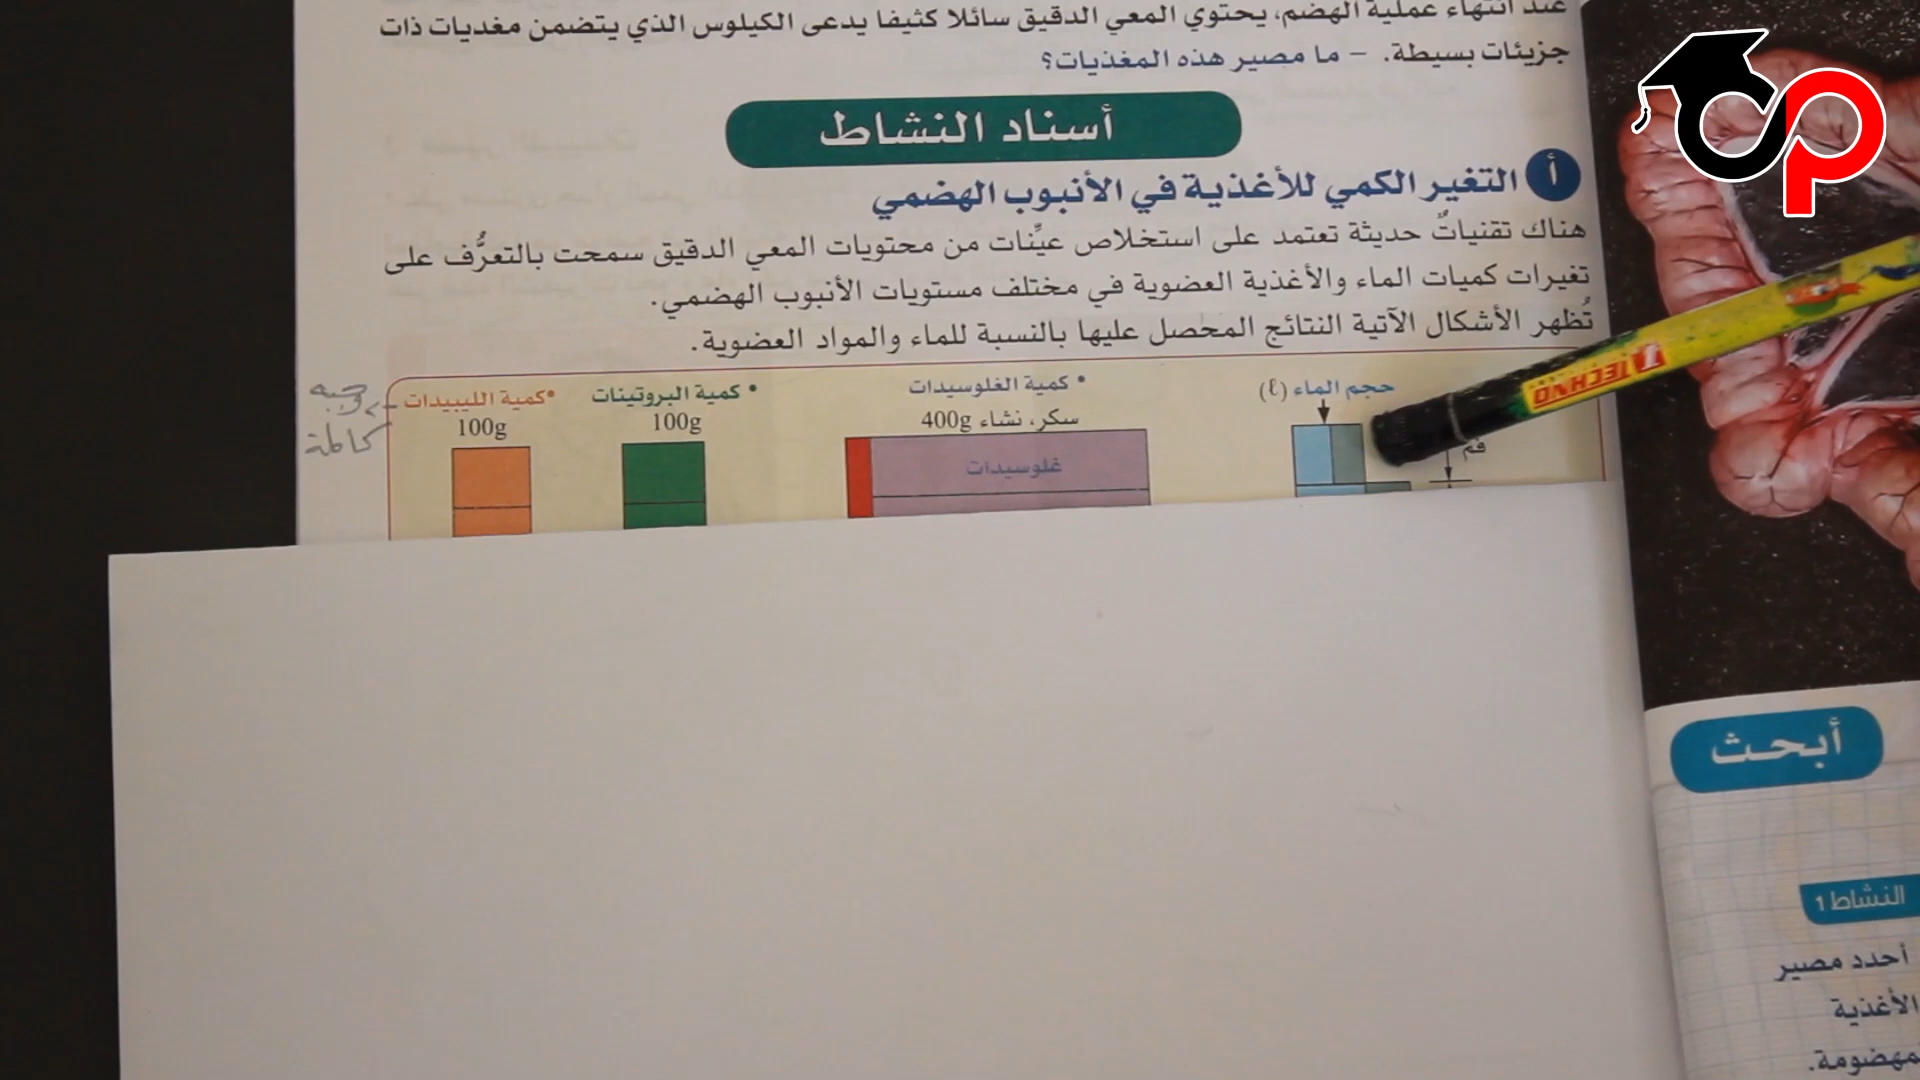 عند انتهاء عملية الهضم، يحتوي المعي الدقيق سائلا كثيفا يدعى الكيلوس الذي يتضمن مغذيات ذات
جزيئات بسيطة. – ما مصير هذه المغذيات؟
أسناد النشاط
أ التغير الكمي للأغذية في الأنبوب الهضمي
هناك تقنياتٌ حديثة تعتمد على استخلاص عيِّنات من محتويات المعي الدقيق سمحت بالتعرُّف على
تغيرات كميات الماء والأغذية العضوية في مختلف مستويات الأنبوب الهضمي.
تُظهر الأشكال الآتية النتائج المحصل عليها بالنسبة للماء والمواد العضوية.
حجم الماء (ℓ)
فم
• كمية الغلوسيدات
سكر، نشاء 400g
غلوسيدات
• كمية البروتينات
100g
•كمية الليبيدات
100g
وجبة
كاملة
TECHNO
أبحث
النشاط 1
أحدد مصير
الأغذية
مهضومة.